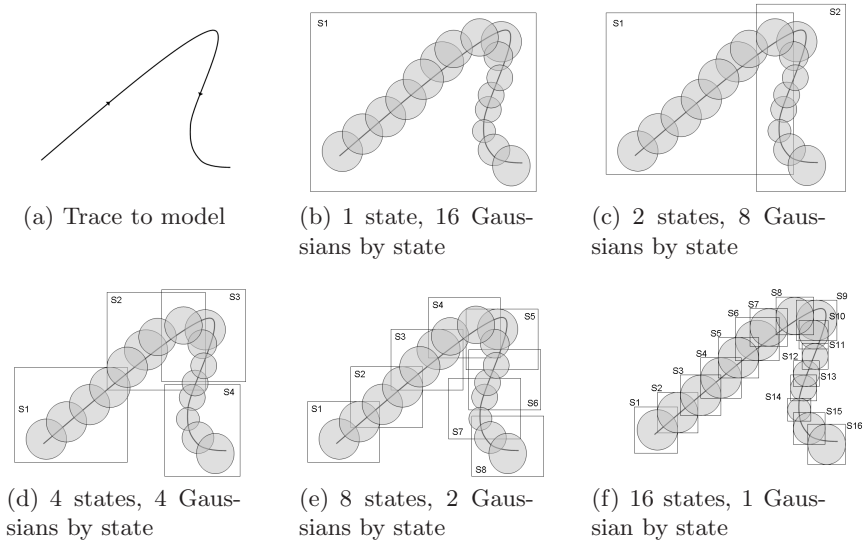 S1
S1
S2
(a) Trace to model
(b) 1 state, 16 Gaus-
sians by state
(c) 2 states, 8 Gaus-
sians by state
S1
S2
S3
S4
S1
S2
S3
S4
S5
S6
S7
S8
S1
S2
S3
S4
S5
S6
S7
S8
S9
S10
S11
S12
S13
S14
S15
S16
(d) 4 states, 4 Gaus-
sians by state
(e) 8 states, 2 Gaus-
sians by state
(f) 16 states, 1 Gaus-
sian by state